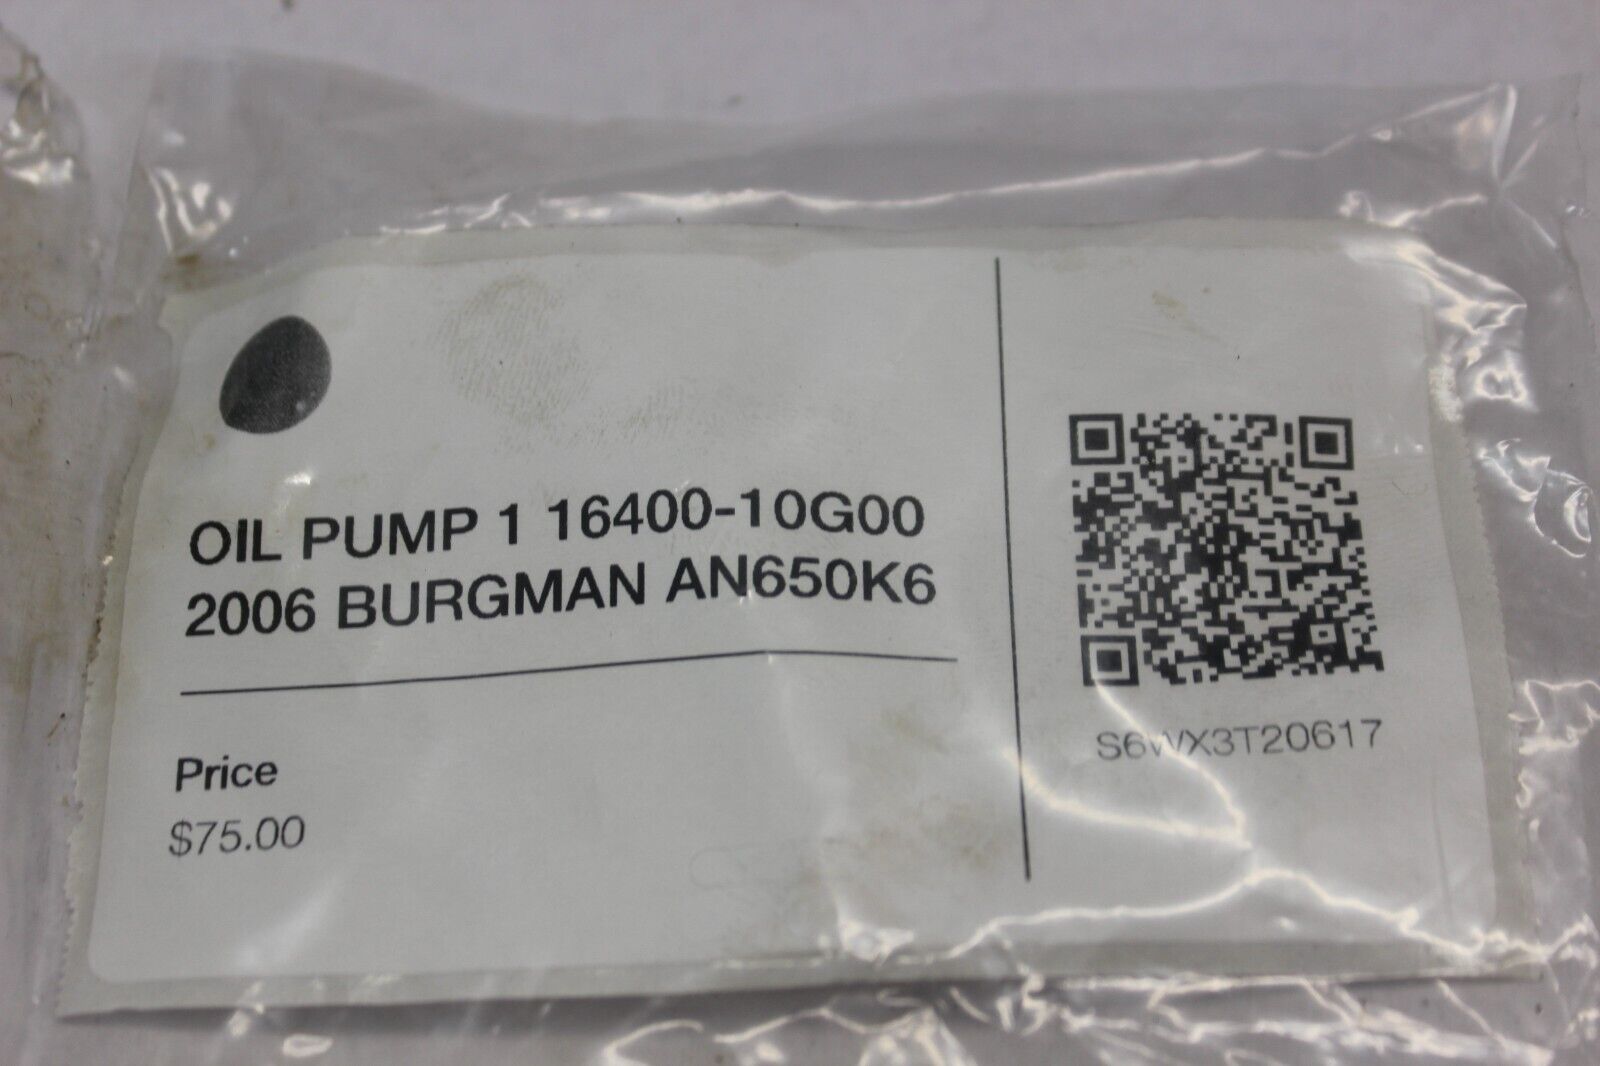 OIL PUMP 1 16400-10G00
2006 BURGMAN AN650K6
Price
$75.00
S6WX3T20617